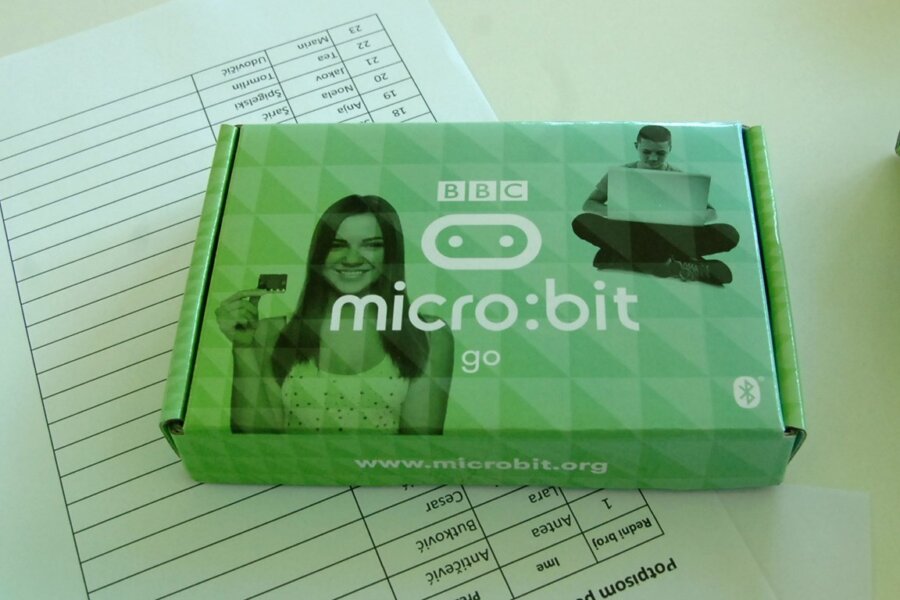 BBC
micro:bit
go
www.microbit.org
Potpisom
Redni broj Ime
1 Antea Antičević
Lara Butković
Cesar
18
19 Anja
20 Noela Šarić
21 Jakov Špigelski
22 Tea Tomrlin
23 Marin Udovičić